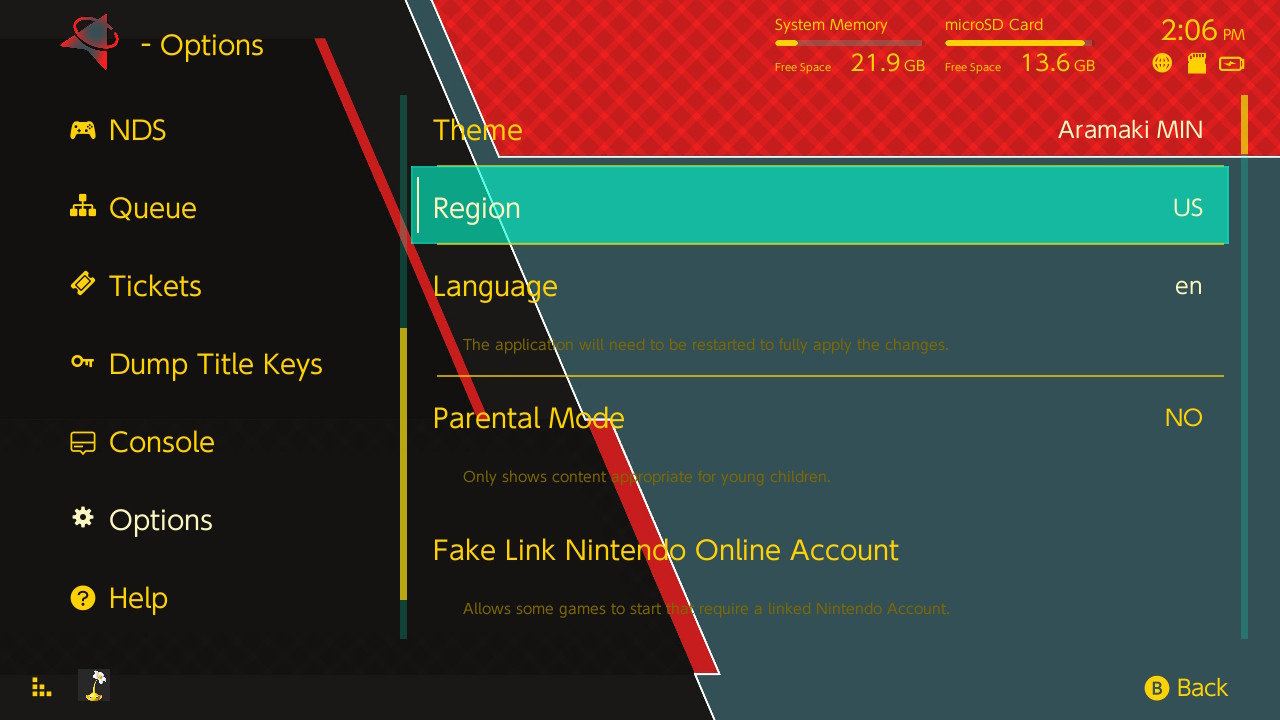 - Options
System Memory
Free Space 21.9 GB
microSD Card
Free Space 13.6 GB
2:06 PM
NDS
Queue
Tickets
Dump Title Keys
Console
Options
Help
Theme Aramaki MIN
Region US
Language en
The application will need to be restarted to fully apply the changes.
Parental Mode NO
Only shows content appropriate for young children.
Fake Link Nintendo Online Account
Allows some games to start that require a linked Nintendo Account.
B Back